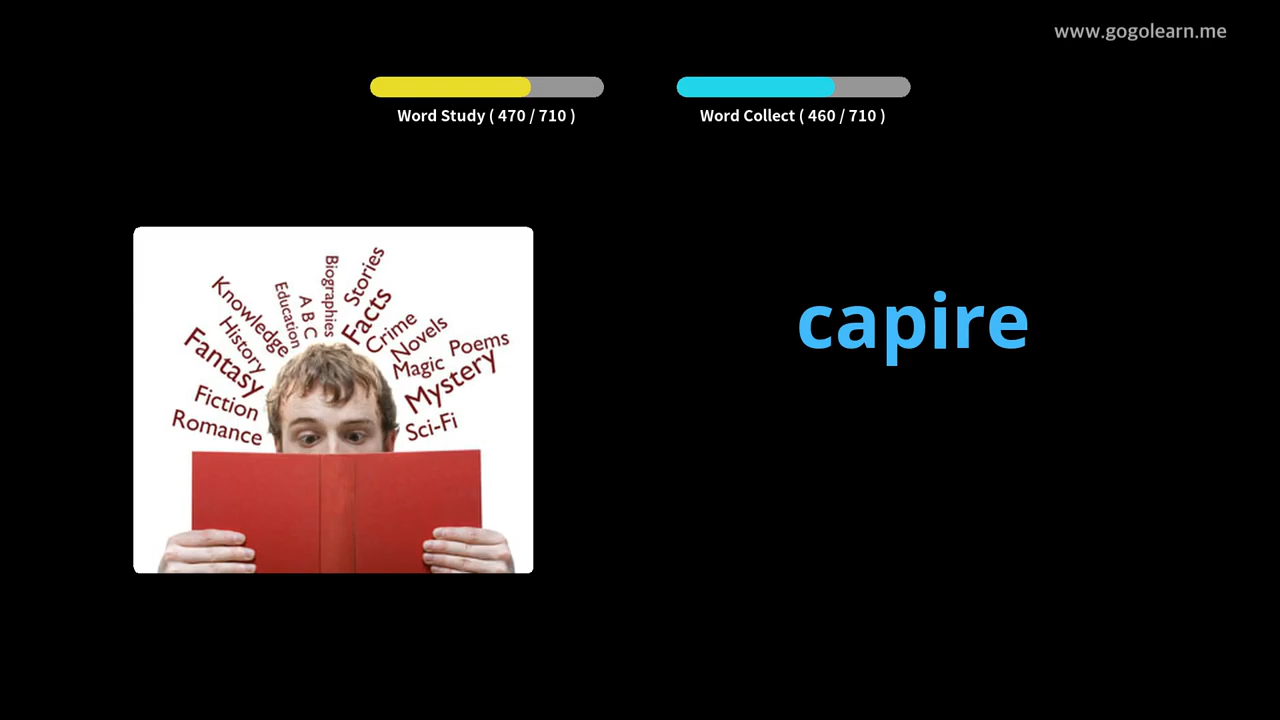 www.gogolearn.me
Word Study ( 470 / 710 )
Word Collect ( 460 / 710 )
capire
Biographies
Stories
Education
A B C
Facts
Knowledge
History
Crime
Novels
Poems
Fantasy
Magic
Mystery
Fiction
Romance
Sci-Fi